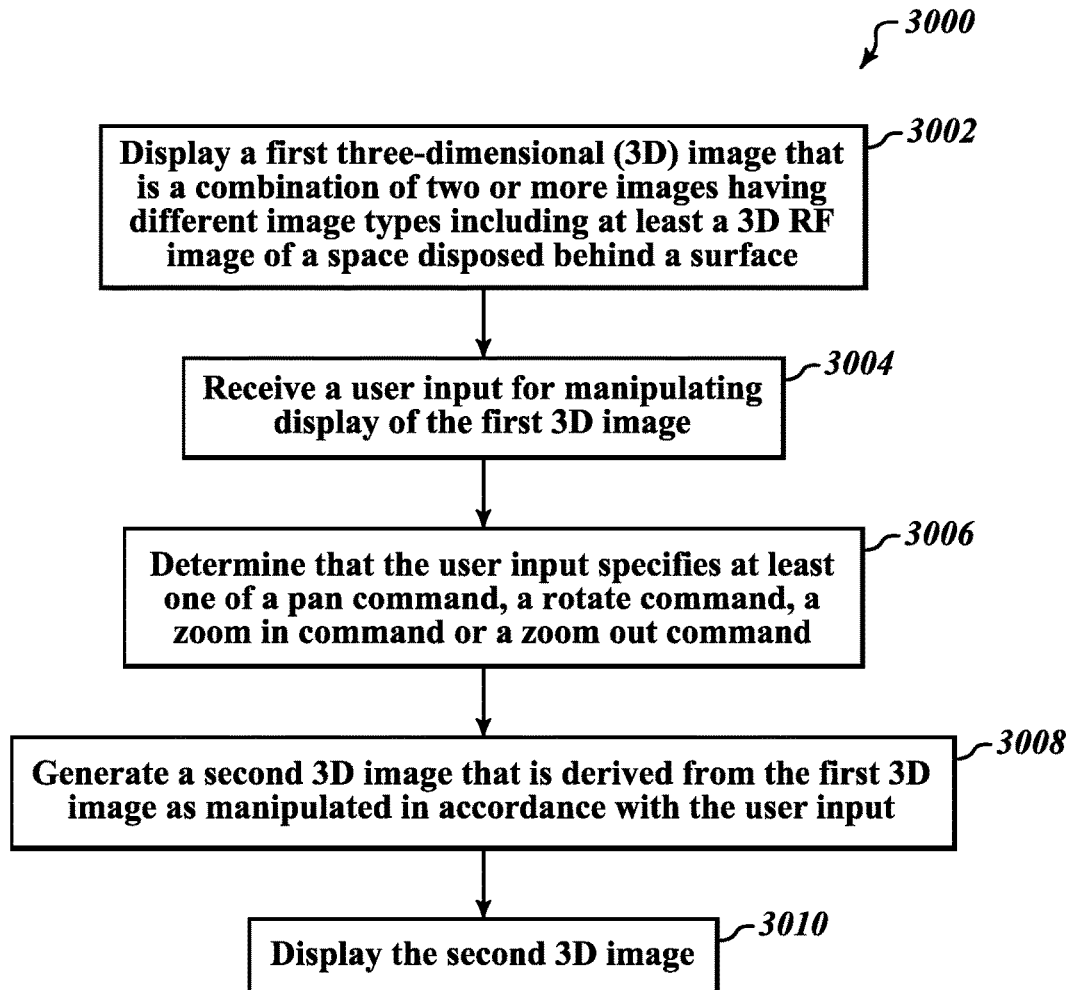 3000
3002
Display a first three-dimensional (3D) image that
is a combination of two or more images having
different image types including at least a 3D RF
image of a space disposed behind a surface
3004
Receive a user input for manipulating
display of the first 3D image
3006
Determine that the user input specifies at least
one of a pan command, a rotate command, a
zoom in command or a zoom out command
3008
Generate a second 3D image that is derived from the first 3D
image as manipulated in accordance with the user input
3010
Display the second 3D image